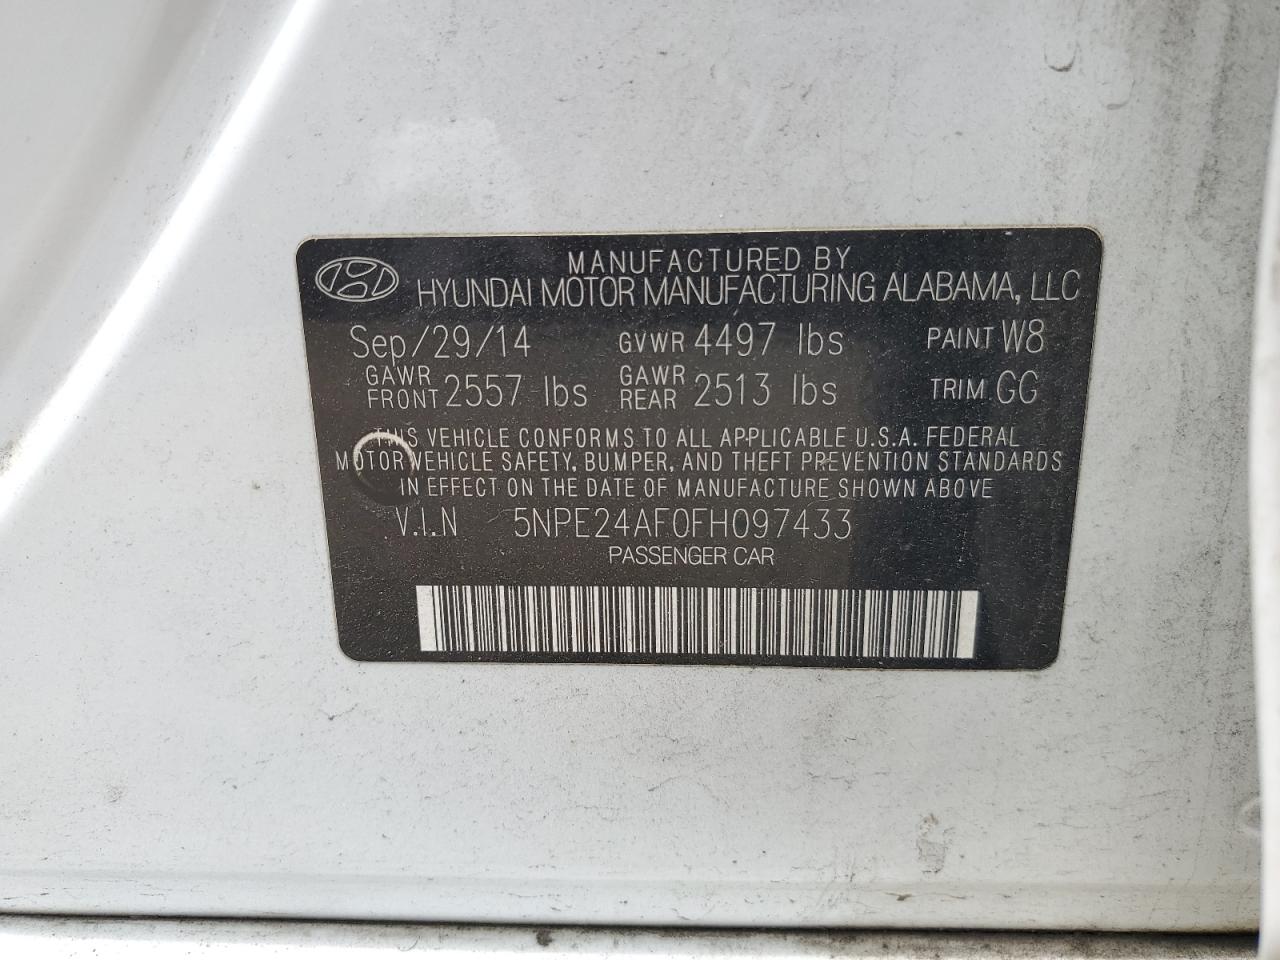 MANUFACTURED BY
HYUNDAI MOTOR MANUFACTURING ALABAMA, LLC
Sep/29/14 GVWR 4497 lbs PAINT W8
GAWR FRONT 2557 lbs GAWR REAR 2513 lbs TRIM GG
THIS VEHICLE CONFORMS TO ALL APPLICABLE U.S.A. FEDERAL
MOTOR VEHICLE SAFETY, BUMPER, AND THEFT PREVENTION STANDARDS
IN EFFECT ON THE DATE OF MANUFACTURE SHOWN ABOVE
V.I.N 5NPE24AF0FH097433
PASSENGER CAR